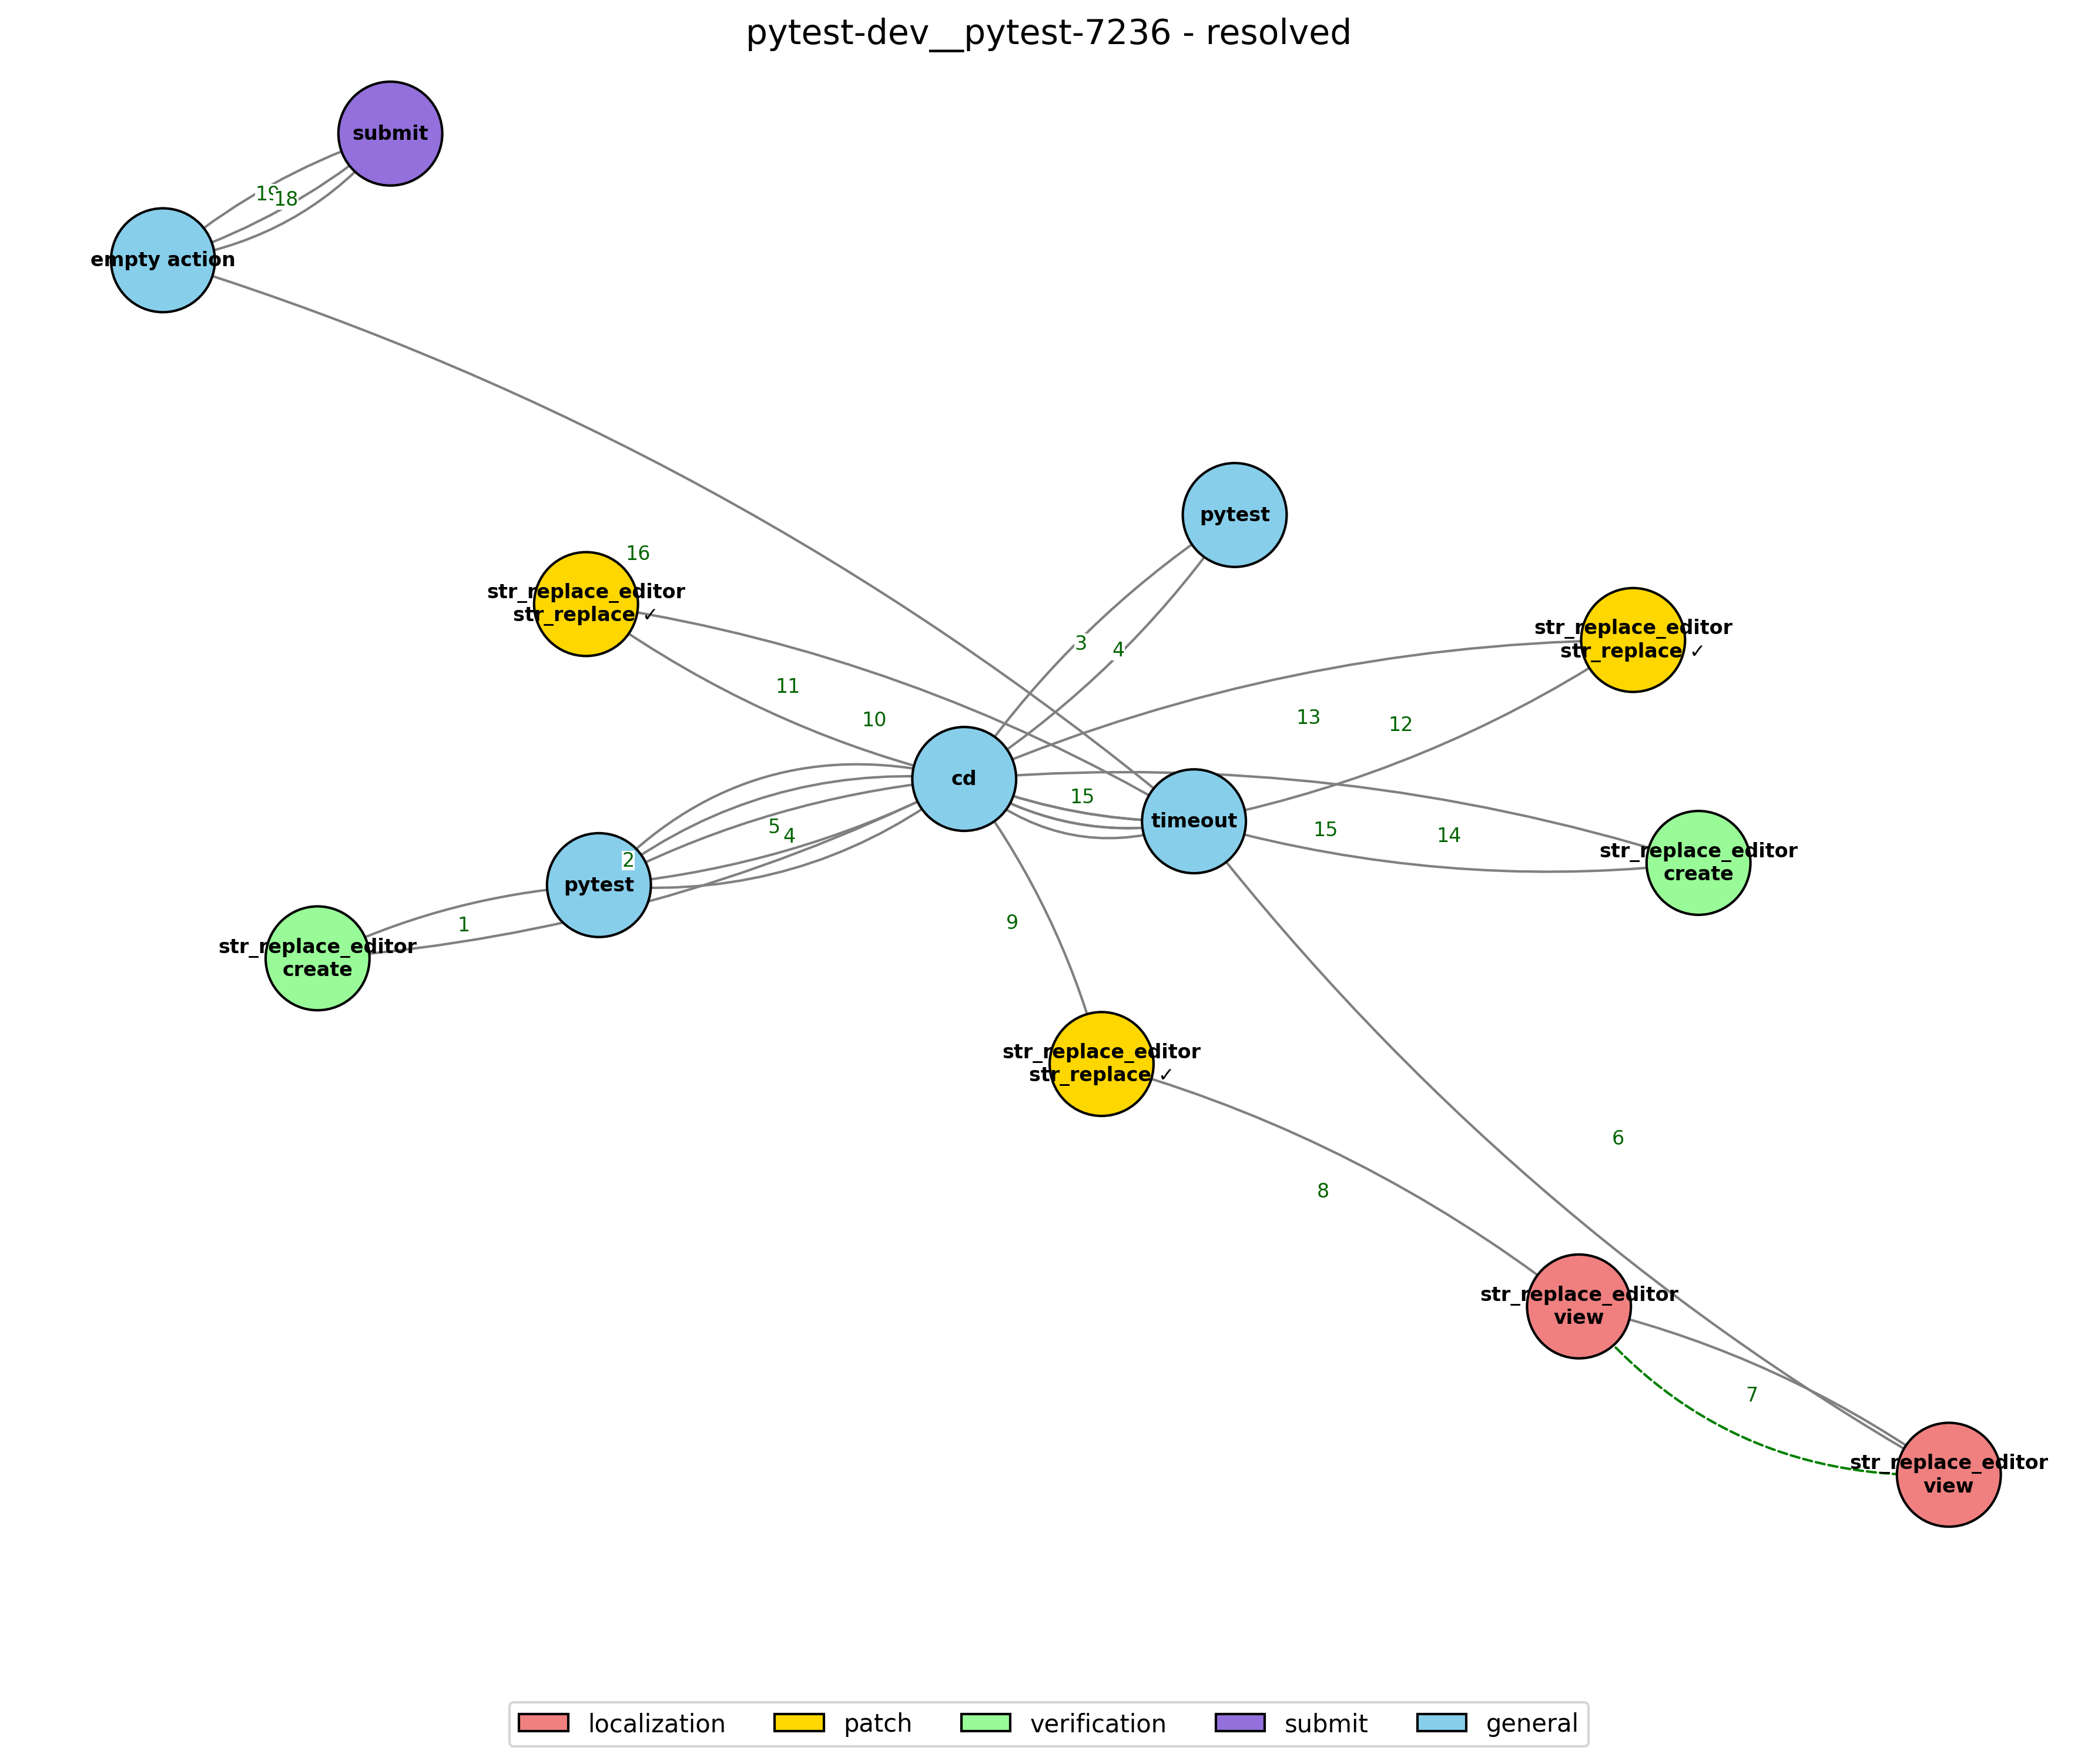 pytest-dev__pytest-7236 - resolved
submit
19
18
empty action
pytest
16
str_replace_editor
str_replace ✓
3
4
str_replace_editor
str_replace ✓
11
10
13
12
cd
15
timeout
5
4
15
14
2
pytest
str_replace_editor
create
1
9
str_replace_editor
create
str_replace_editor
str_replace ✓
6
8
str_replace_editor
view
7
str_replace_editor
view
localization
patch
verification
submit
general